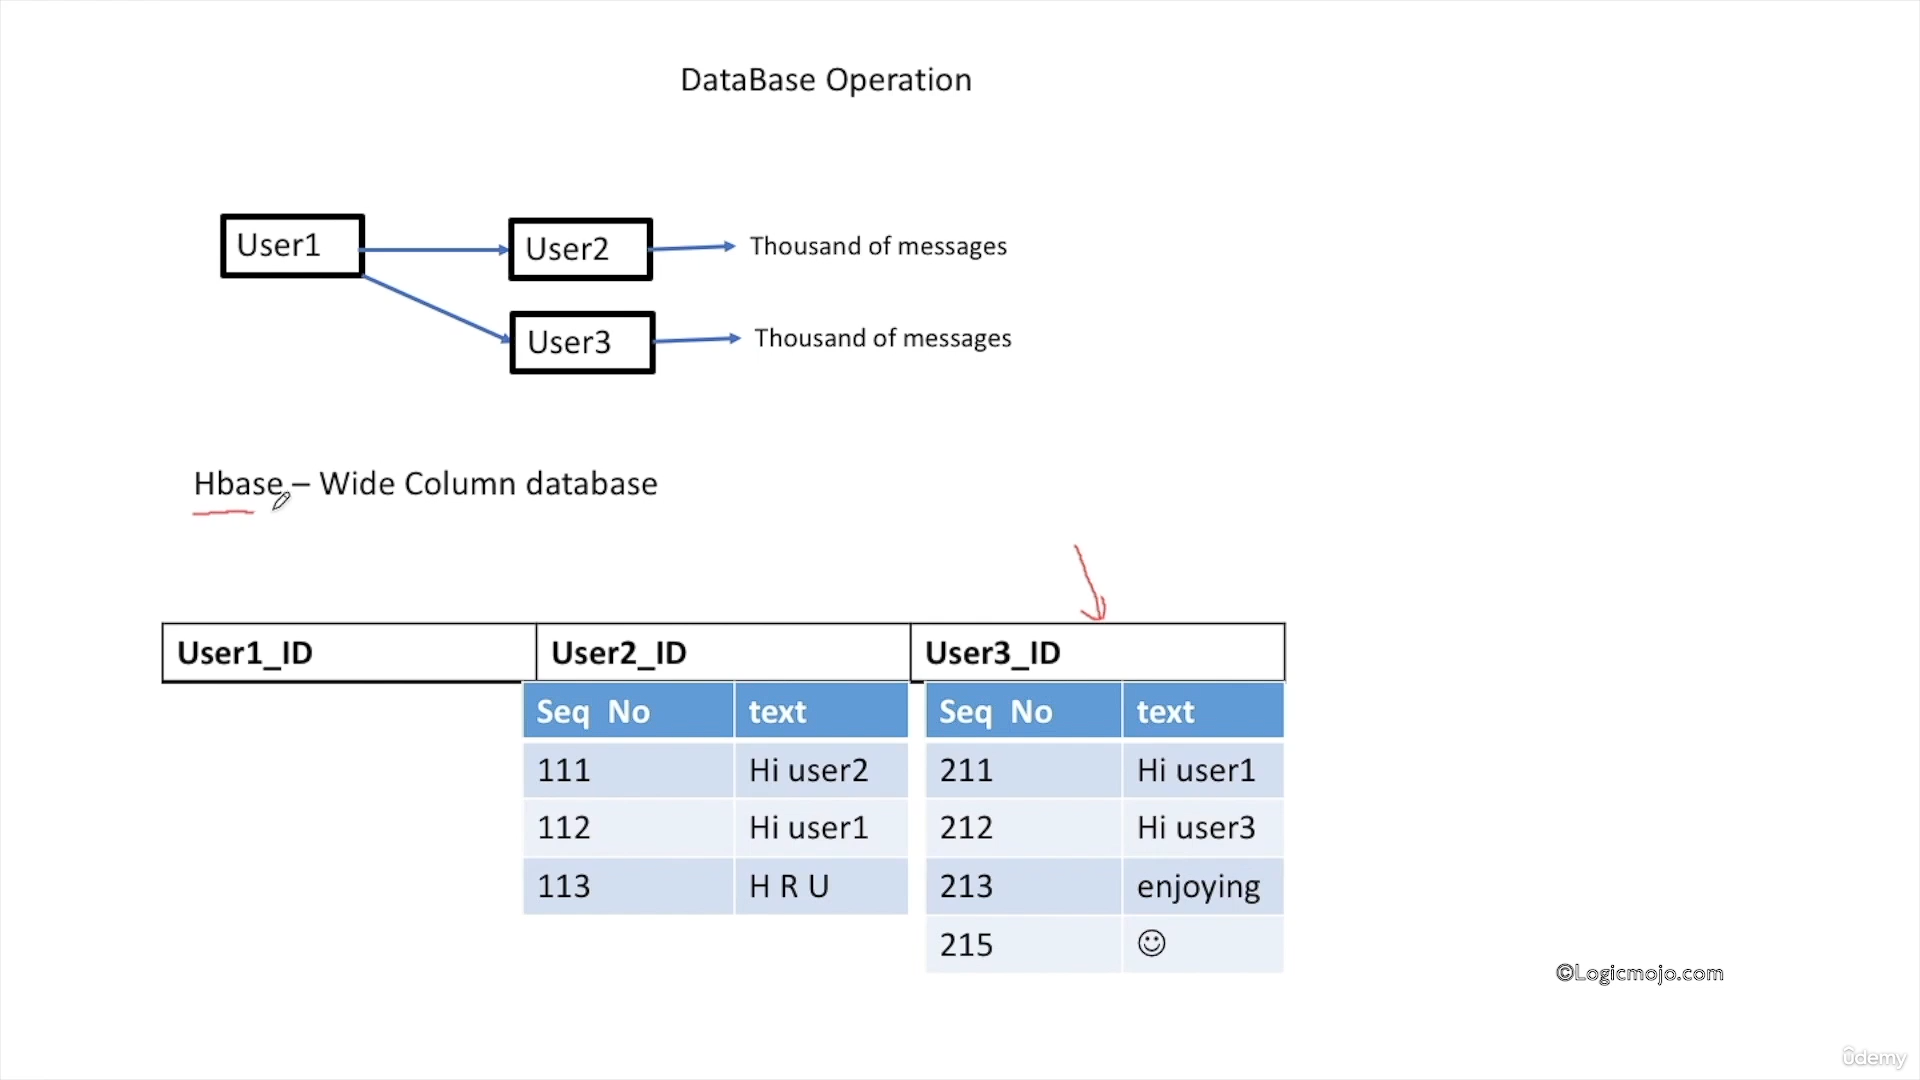 DataBase Operation
User1
User2
Thousand of messages
User3
Thousand of messages
Hbase – Wide Column database
User1_ID User2_ID User3_ID
Seq No text Seq No text
111 Hi user2 211 Hi user1
112 Hi user1 212 Hi user3
113 H R U 213 enjoying
215 ☺
©Logicmojo.com
ûdemy